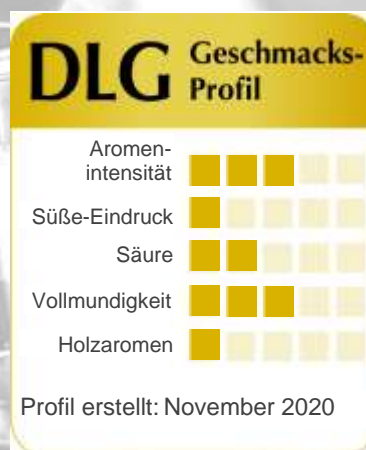 DLG Geschmacks-
Profil
Aromen-
intensität
Süße-Eindruck
Säure
Vollmundigkeit
Holzaromen
Profil erstellt: November 2020